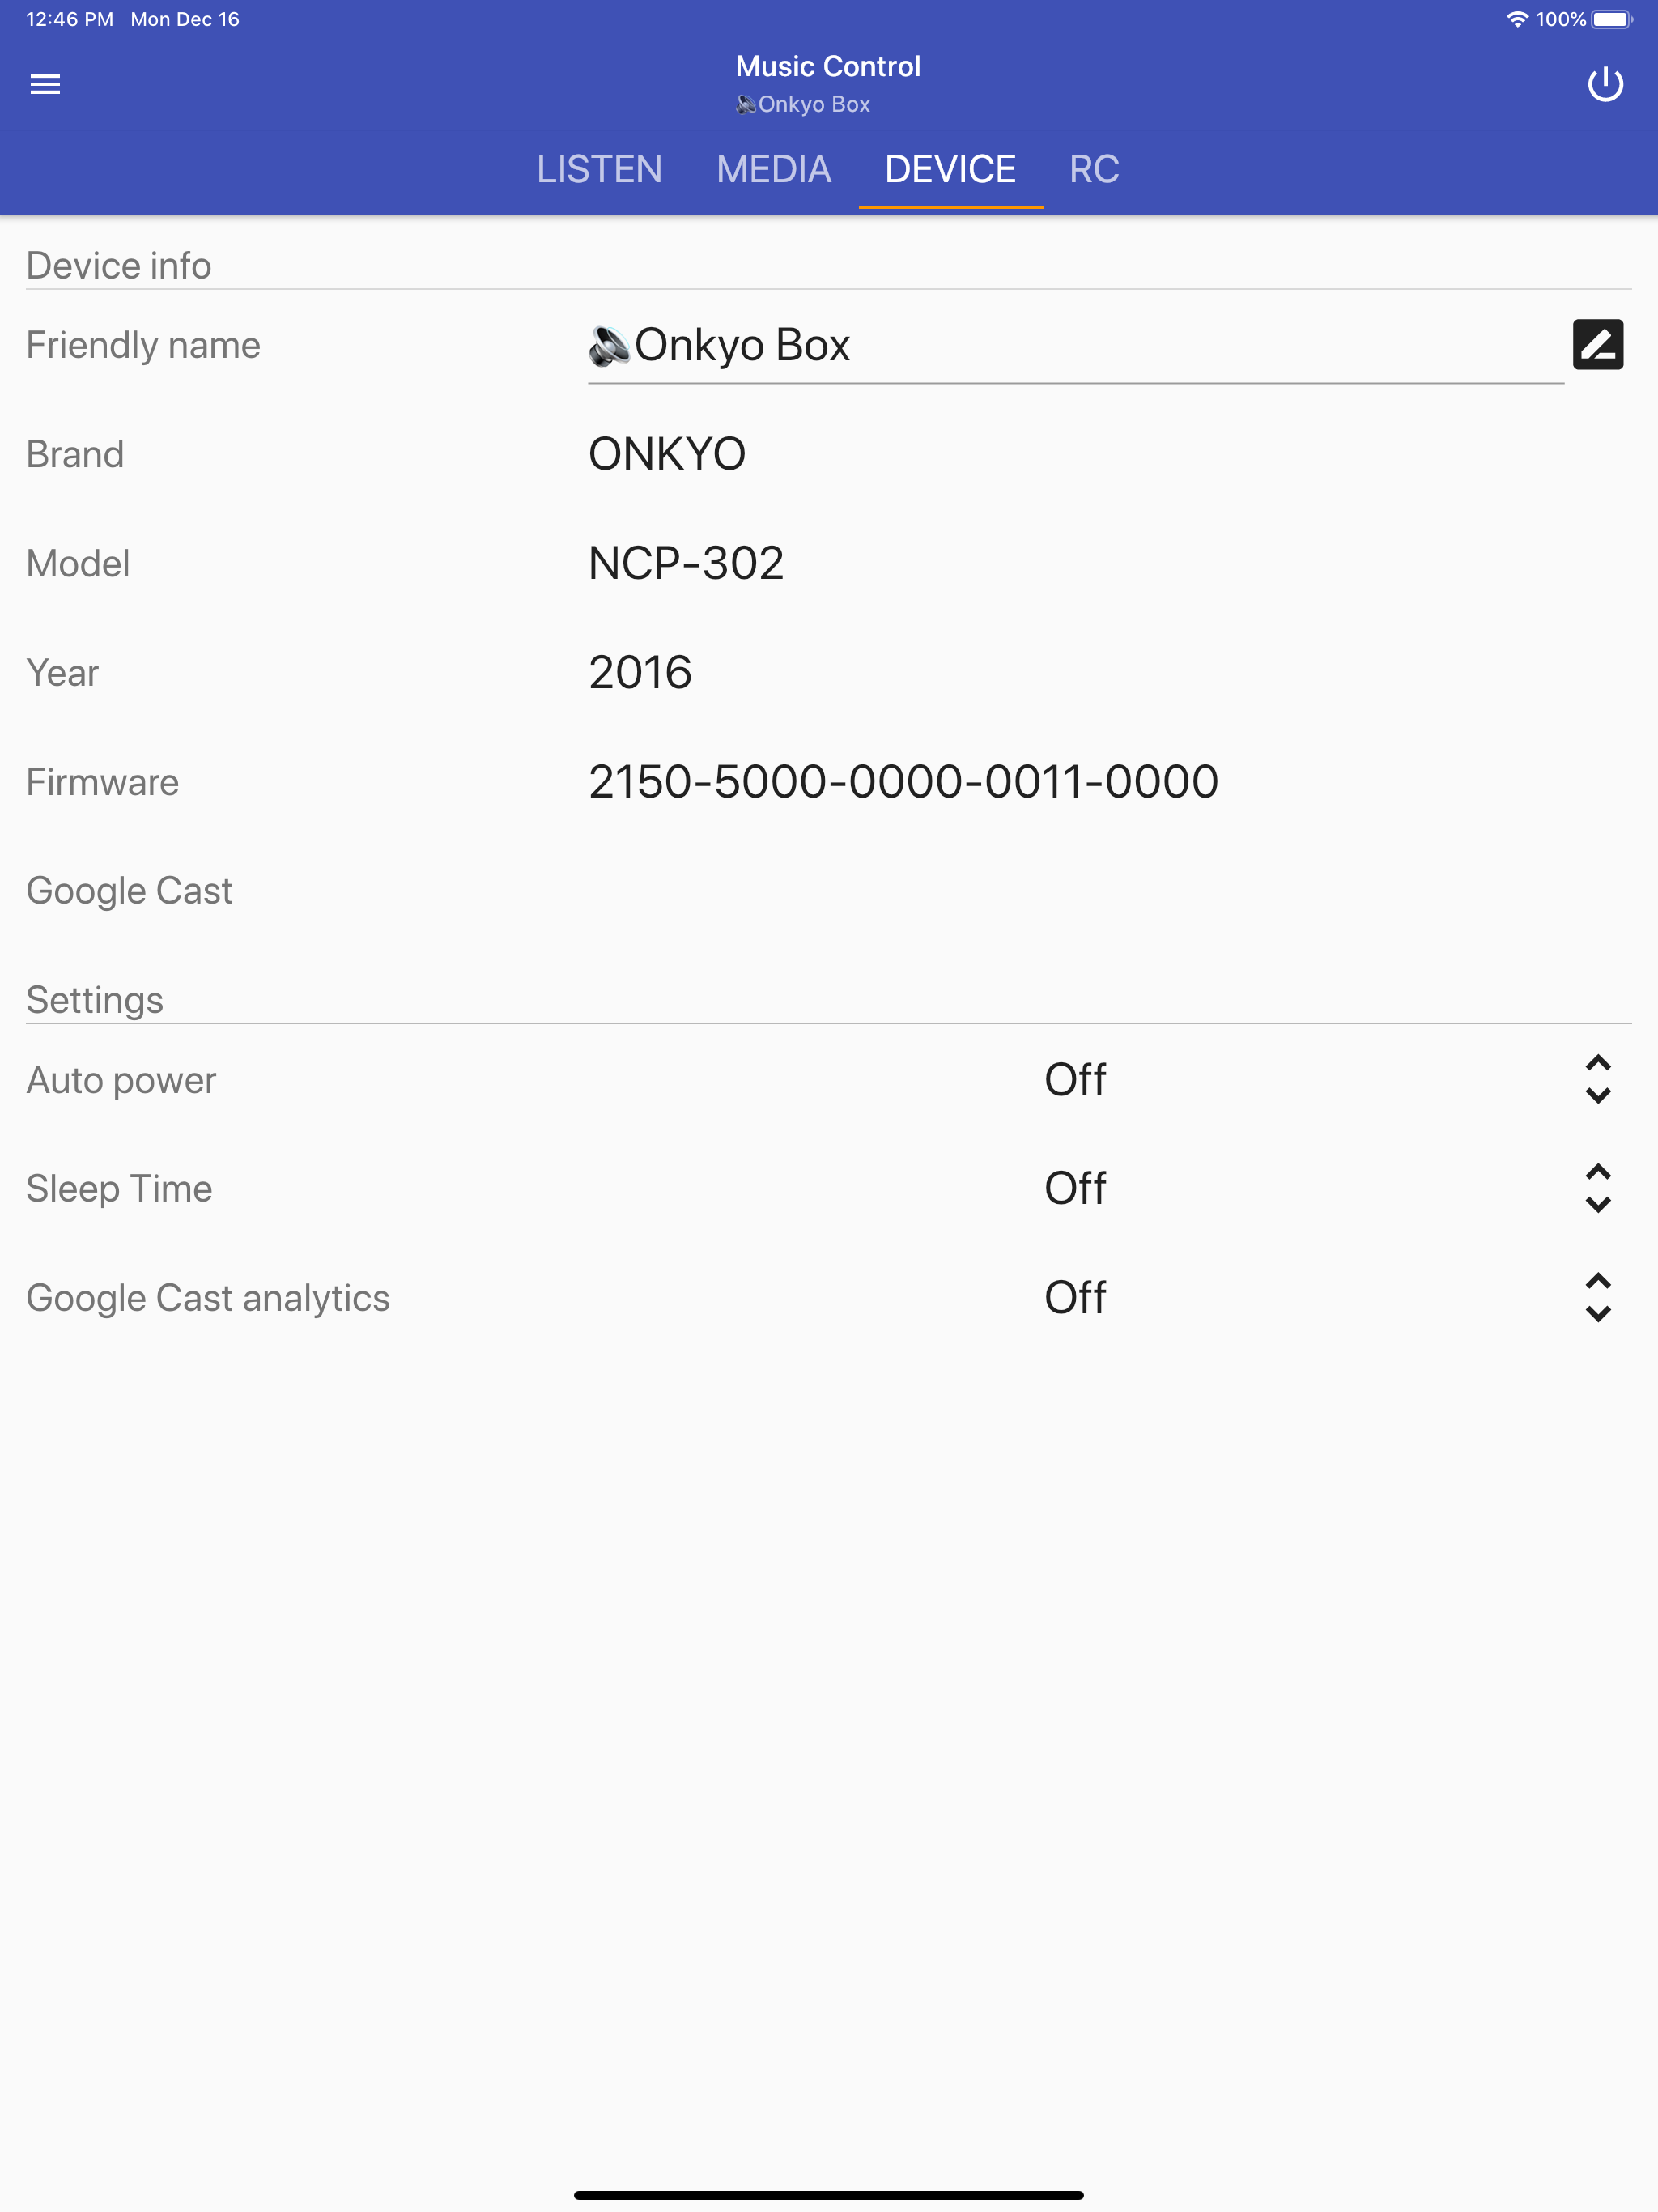 12:46 PM Mon Dec 16 100%
Music Control
🔊Onkyo Box
LISTEN MEDIA DEVICE RC
Device info
Friendly name 🔊Onkyo Box
Brand ONKYO
Model NCP-302
Year 2016
Firmware 2150-5000-0000-0011-0000
Google Cast
Settings
Auto power Off
Sleep Time Off
Google Cast analytics Off